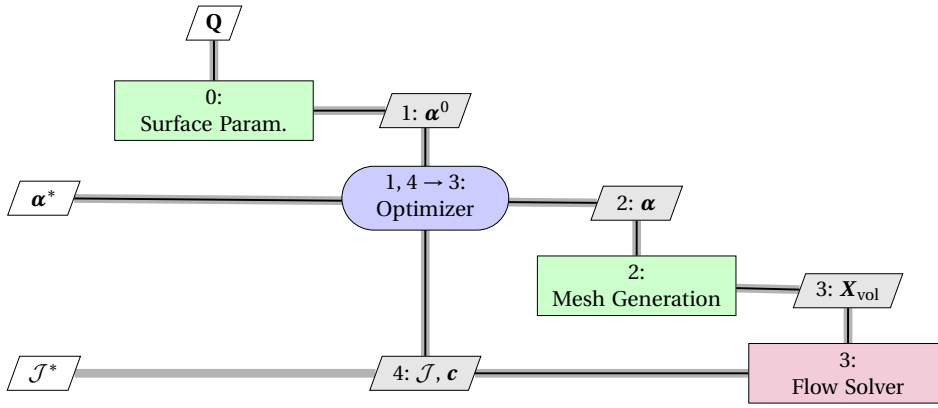 Q
0:
Surface Param.
1: α⁰
α*
1, 4 → 3:
Optimizer
2: α
2:
Mesh Generation
3: X_vol
𝒥*
4: 𝒥, c
3:
Flow Solver